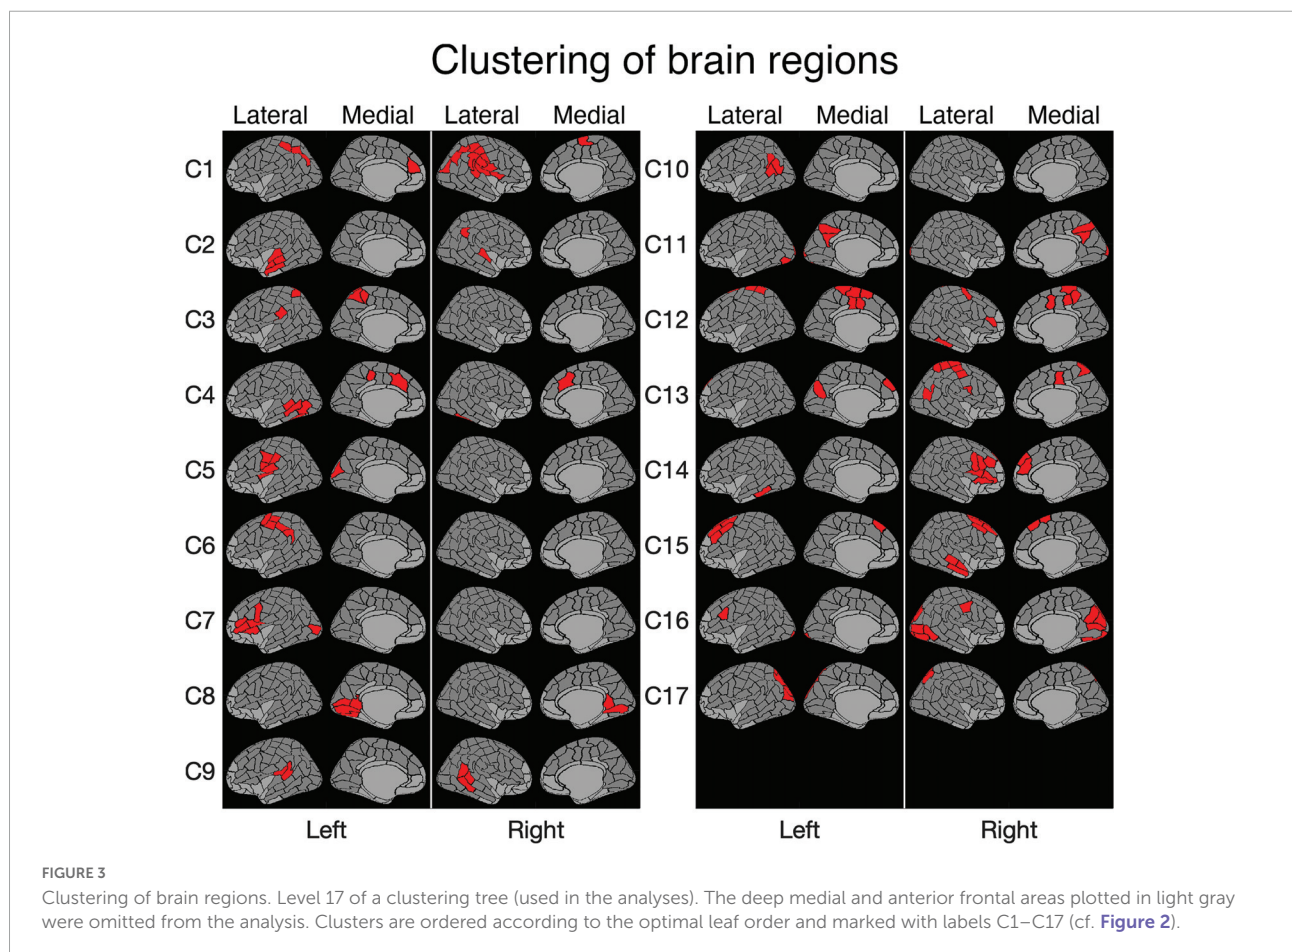 Clustering of brain regions
Lateral Medial Lateral Medial Lateral Medial Lateral Medial
C1 C10
C2 C11
C3 C12
C4 C13
C5 C14
C6 C15
C7 C16
C8 C17
C9
Left Right Left Right
FIGURE 3
Clustering of brain regions. Level 17 of a clustering tree (used in the analyses). The deep medial and anterior frontal areas plotted in light gray
were omitted from the analysis. Clusters are ordered according to the optimal leaf order and marked with labels C1–C17 (cf. Figure 2).